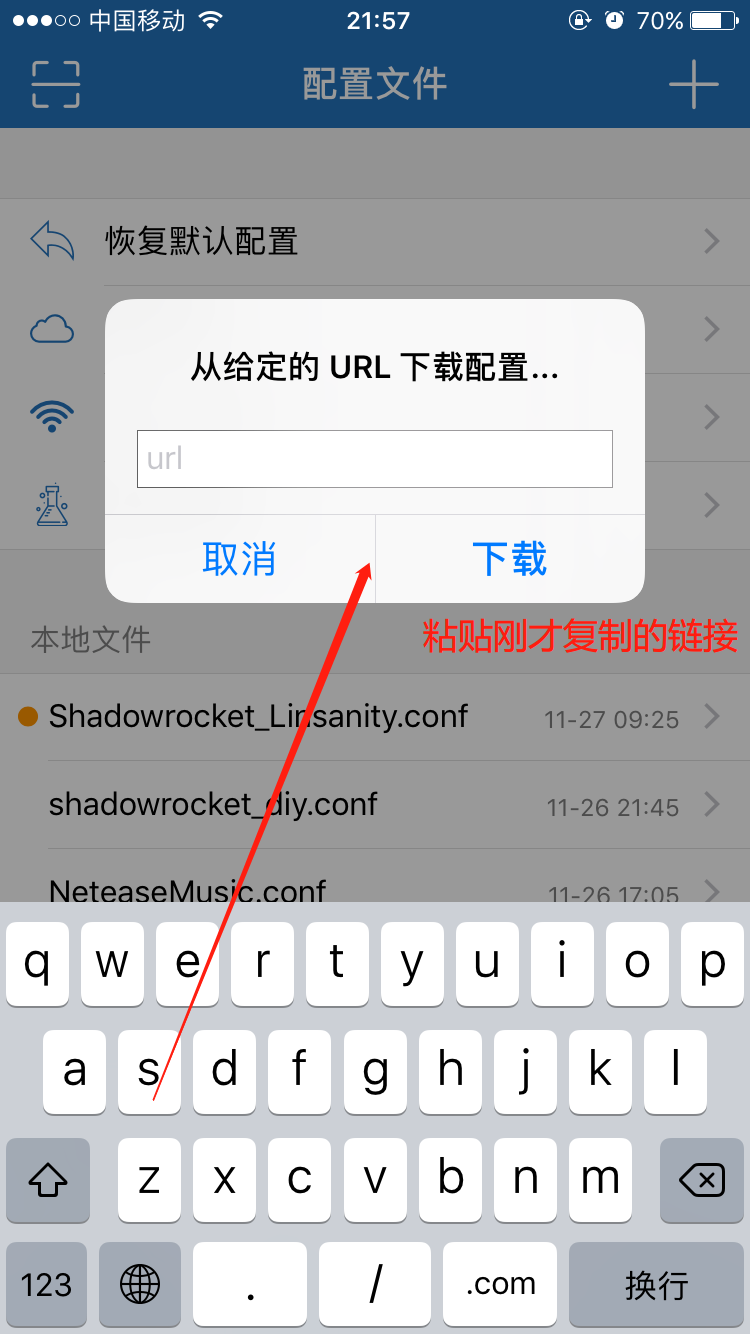 中国移动 21:57 70%
配置文件
恢复默认配置
从给定的 URL 下载配置...
url
取消 下载
粘贴刚才复制的链接
本地文件
Shadowrocket_Linsanity.conf 11-27 09:25
shadowrocket_diy.conf 11-26 21:45
NeteaseMusic.conf 11-26 17:05
q w e r t y u i o p
a s d f g h j k l
z x c v b n m
123 . / .com 换行